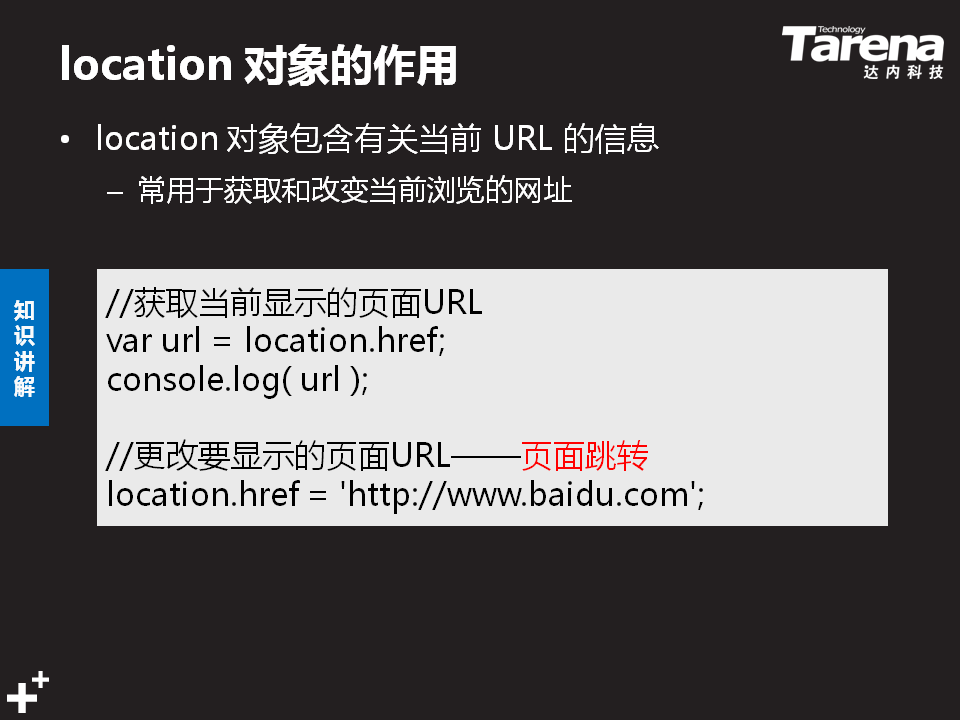 Technology
Tarena
达内科技
location 对象的作用
• location 对象包含有关当前 URL 的信息
– 常用于获取和改变当前浏览的网址
知识讲解
//获取当前显示的页面URL
var url = location.href;
console.log( url );
//更改要显示的页面URL——页面跳转
location.href = 'http://www.baidu.com';